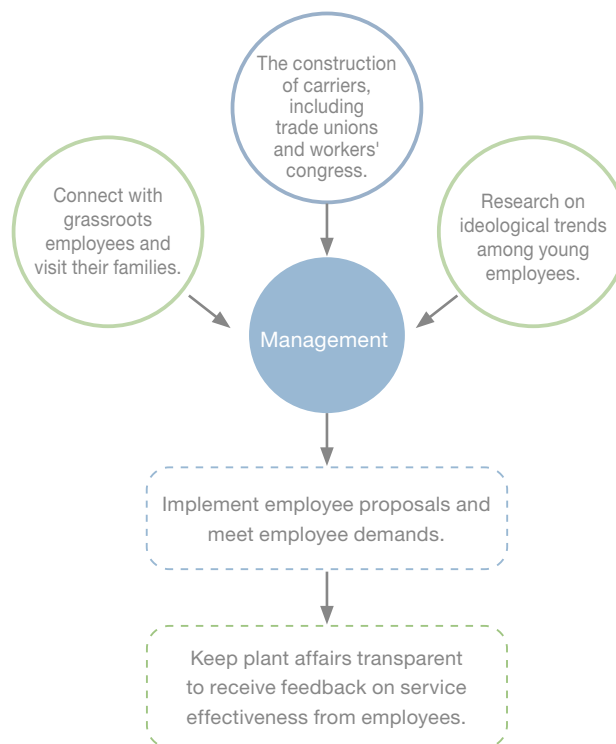 The construction
of carriers,
including
trade unions
and workers'
congress.
Connect with
grassroots
employees and
visit their families.
Research on
ideological trends
among young
employees.
Management
Implement employee proposals and
meet employee demands.
Keep plant affairs transparent
to receive feedback on service
effectiveness from employees.